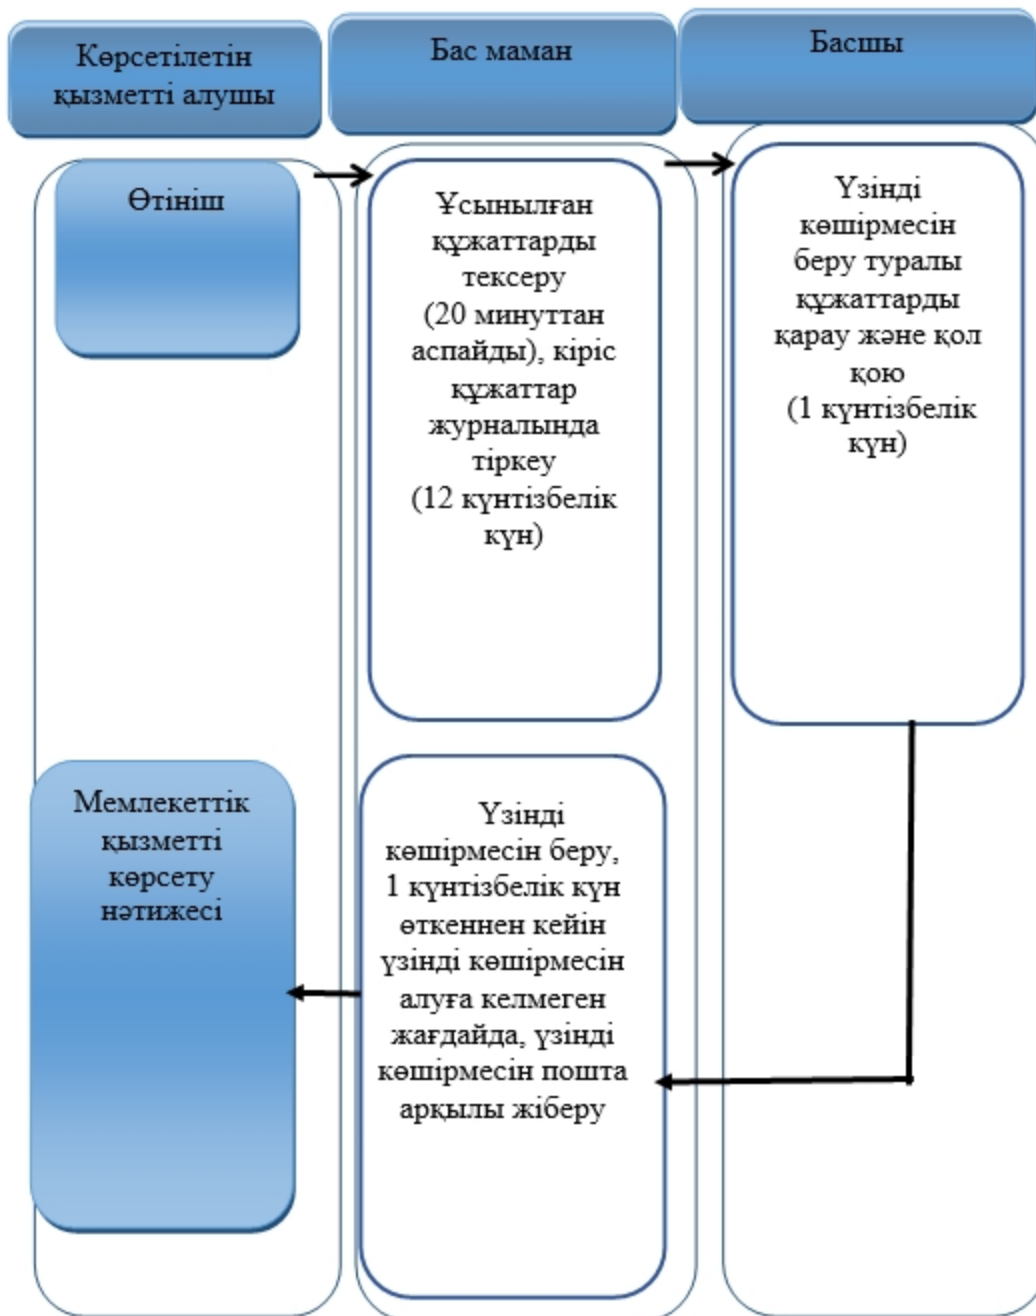 Көрсетілетін
қызметті алушы
Бас маман
Басшы
Өтініш
Ұсынылған
құжаттарды
тексеру
(20 минуттан
аспайды), кіріс
құжаттар
журналында
тіркеу
(12 күнтізбелік
күн)
Үзінді
көшірмесін
беру туралы
құжаттарды
қарау және қол
қою
(1 күнтізбелік
күн)
Мемлекеттік
қызметті
көрсету
нәтижесі
Үзінді
көшірмесін беру,
1 күнтізбелік күн
өткеннен кейін
үзінді көшірмесін
алуға келмеген
жағдайда, үзінді
көшірмесін пошта
арқылы жіберу